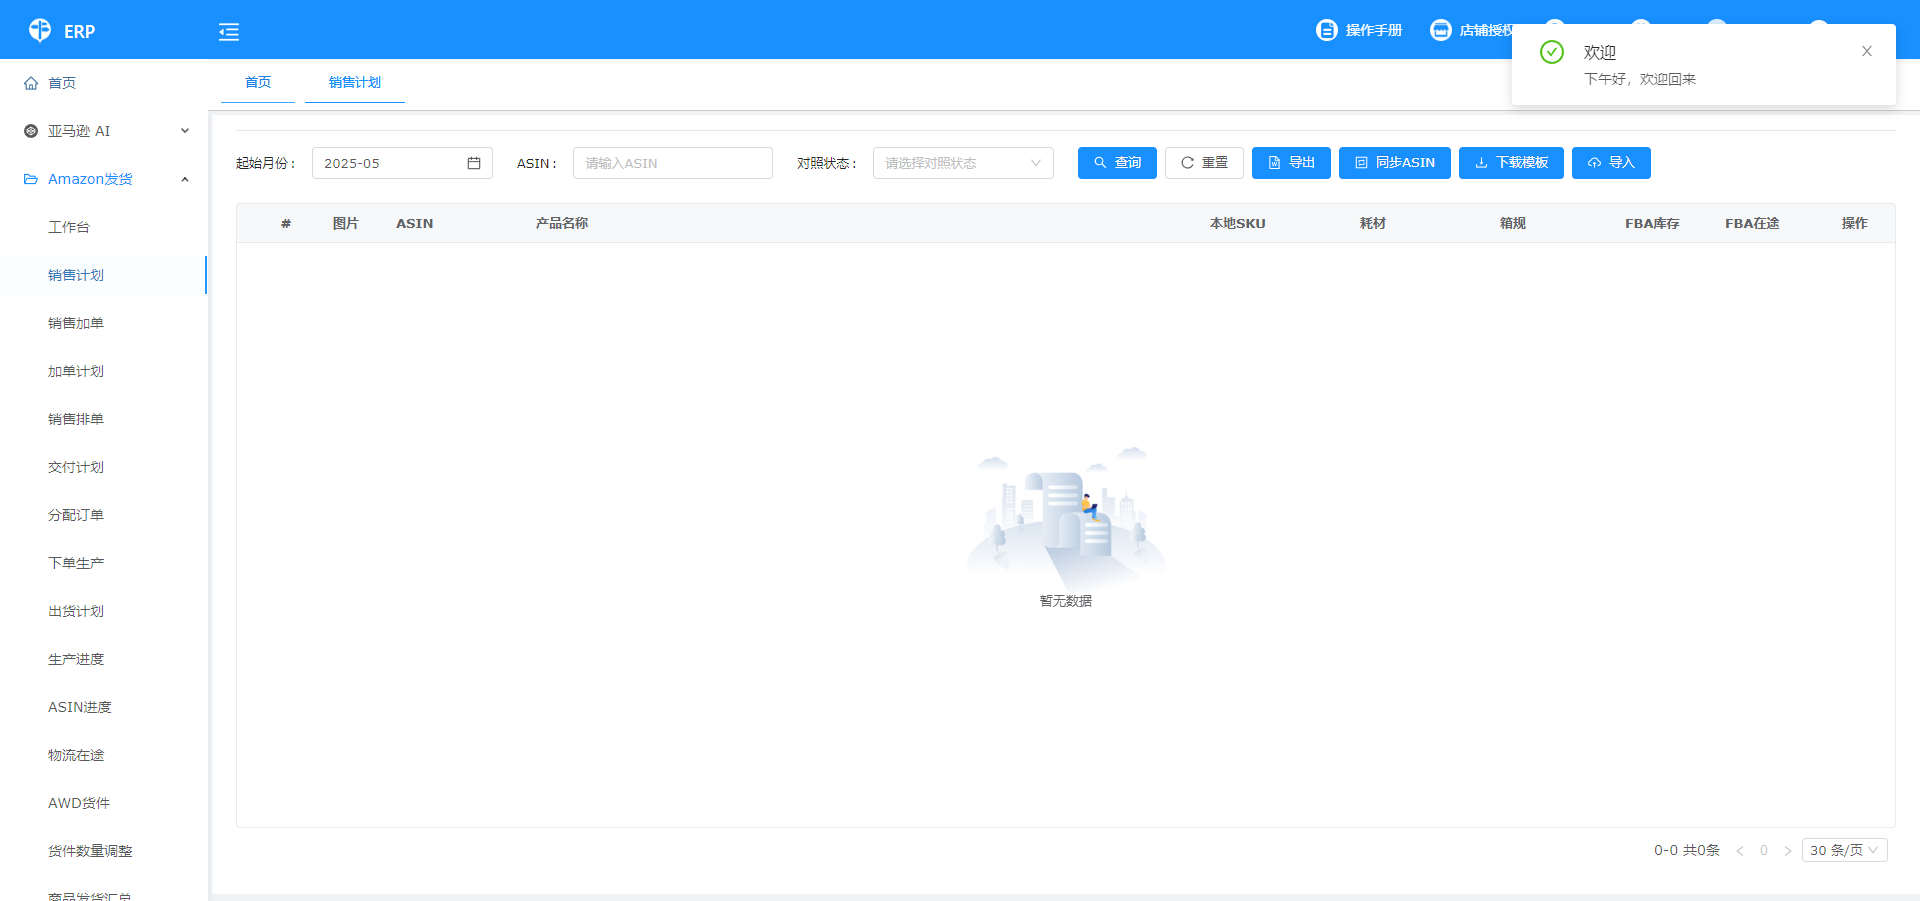 ERP
操作手册
店铺授权
欢迎
下午好，欢迎回来
首页
亚马逊 AI
Amazon发货
工作台
销售计划
销售加单
加单计划
销售排单
交付计划
分配订单
下单生产
出货计划
生产进度
ASIN进度
物流在途
AWD货件
货件数量调整
商品发货汇总
首页
销售计划
起始月份：
2025-05
ASIN：
请输入ASIN
对照状态：
请选择对照状态
查询
重置
导出
同步ASIN
下载模板
导入
#
图片
ASIN
产品名称
本地SKU
耗材
箱规
FBA库存
FBA在途
操作
暂无数据
0-0 共0条
0
30 条/页